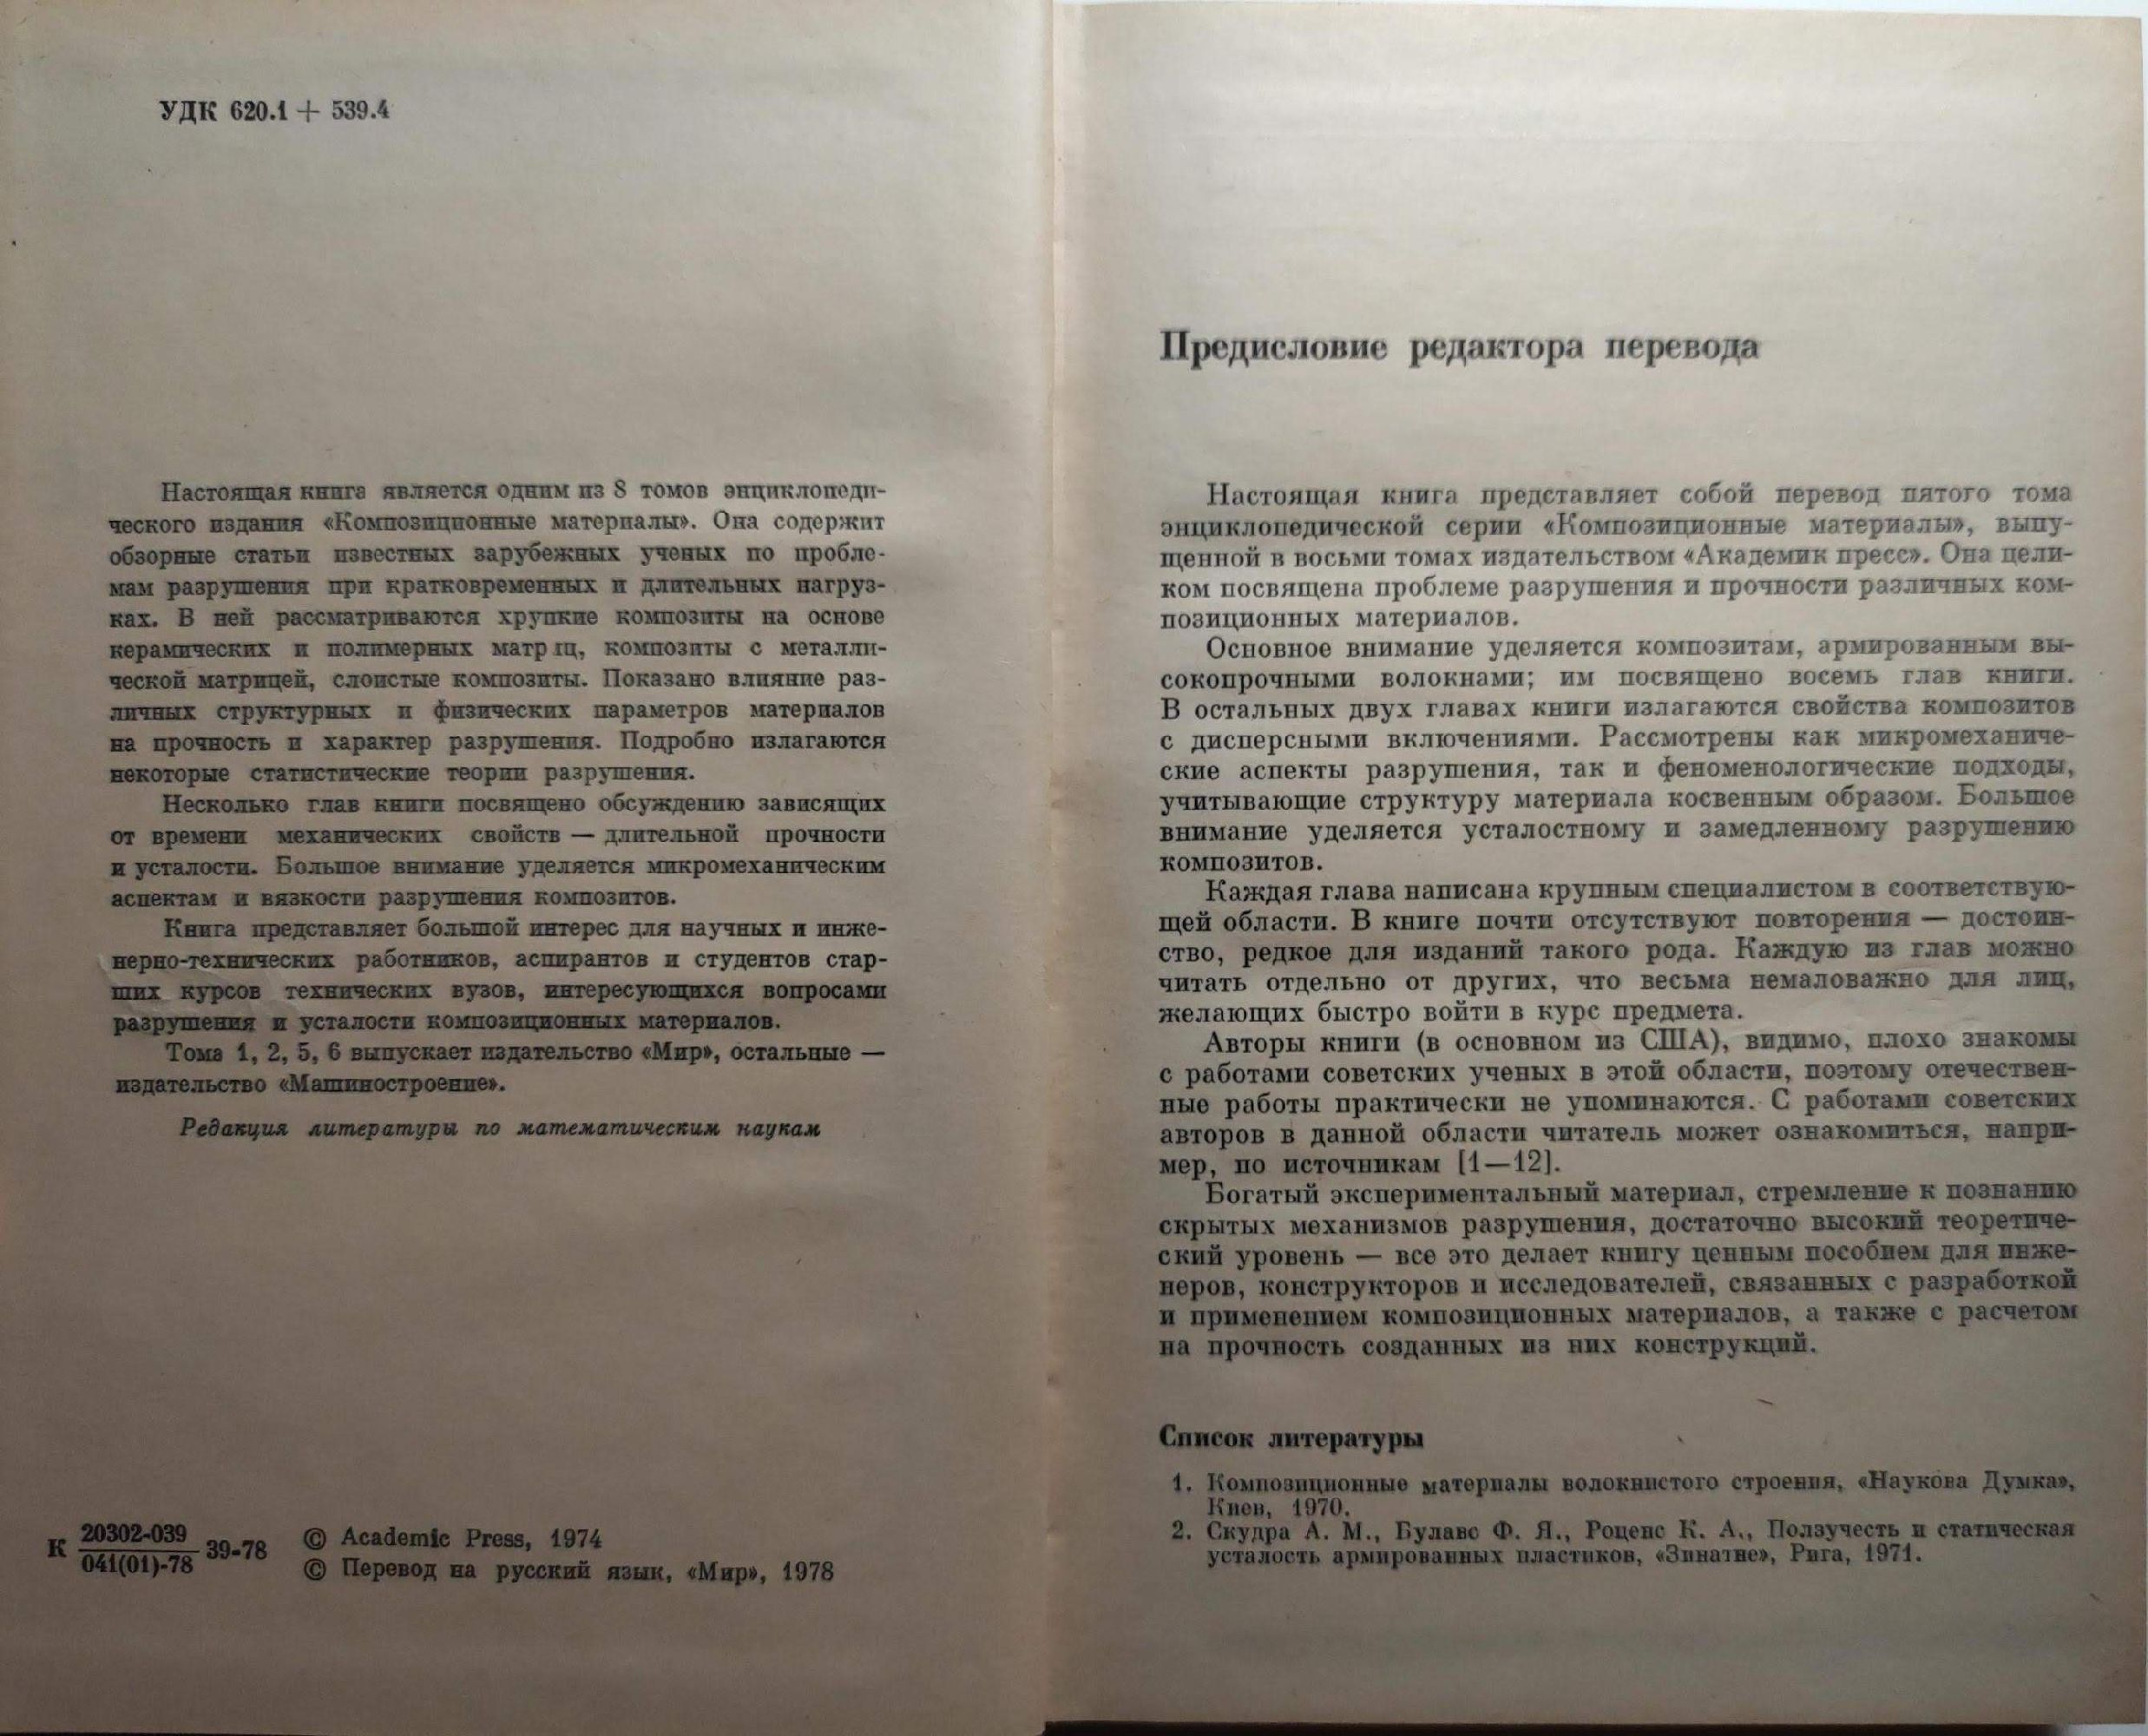 УДК 620.1 + 539.4
Настоящая книга является одним из 8 томов энциклопеди-
ческого издания «Композиционные материалы». Она содержит
обзорные статьи известных зарубежных ученых по пробле-
мам разрушения при кратковременных и длительных нагруз-
ках. В ней рассматриваются хрупкие композиты на основе
керамических и полимерных матриц, композиты с металли-
ческой матрицей, слоистые композиты. Показано влияние раз-
личных структурных и физических параметров материалов
на прочность и характер разрушения. Подробно излагаются
некоторые статистические теории разрушения.
Несколько глав книги посвящено обсуждению зависящих
от времени механических свойств — длительной прочности
и усталости. Большое внимание уделяется микромеханическим
аспектам и вязкости разрушения композитов.
Книга представляет большой интерес для научных и инже-
нерно-технических работников, аспирантов и студентов стар-
ших курсов технических вузов, интересующихся вопросами
разрушения и усталости композиционных материалов.
Тома 1, 2, 5, 6 выпускает издательство «Мир», остальные —
издательство «Машиностроение».
Редакция литературы по математическим наукам
К 20302-039 39-78
041(01)-78
© Academic Press, 1974
© Перевод на русский язык, «Мир», 1978
Предисловие редактора перевода
Настоящая книга представляет собой перевод пятого тома
энциклопедической серии «Композиционные материалы», выпу-
щенной в восьми томах издательством «Академик пресс». Она цели-
ком посвящена проблеме разрушения и прочности различных ком-
позиционных материалов.
Основное внимание уделяется композитам, армированным вы-
сокопрочными волокнами; им посвящено восемь глав книги.
В остальных двух главах книги излагаются свойства композитов
с дисперсными включениями. Рассмотрены как микромеханиче-
ские аспекты разрушения, так и феноменологические подходы,
учитывающие структуру материала косвенным образом. Большое
внимание уделяется усталостному и замедленному разрушению
композитов.
Каждая глава написана крупным специалистом в соответствую-
щей области. В книге почти отсутствуют повторения — достоин-
ство, редкое для изданий такого рода. Каждую из глав можно
читать отдельно от других, что весьма немаловажно для лиц,
желающих быстро войти в курс предмета.
Авторы книги (в основном из США), видимо, плохо знакомы
с работами советских ученых в этой области, поэтому отечествен-
ные работы практически не упоминаются. С работами советских
авторов в данной области читатель может ознакомиться, напри-
мер, по источникам [1—12].
Богатый экспериментальный материал, стремление к познанию
скрытых механизмов разрушения, достаточно высокий теоретиче-
ский уровень — все это делает книгу ценным пособием для инже-
неров, конструкторов и исследователей, связанных с разработкой
и применением композиционных материалов, а также с расчетом
на прочность созданных из них конструкций.
Список литературы
1. Композиционные материалы волокнистого строения, «Наукова Думка»,
Киев, 1970.
2. Скудра А. М., Булавс Ф. Я., Роценс К. А., Ползучесть и статическая
усталость армированных пластиков, «Зинатне», Рига, 1971.